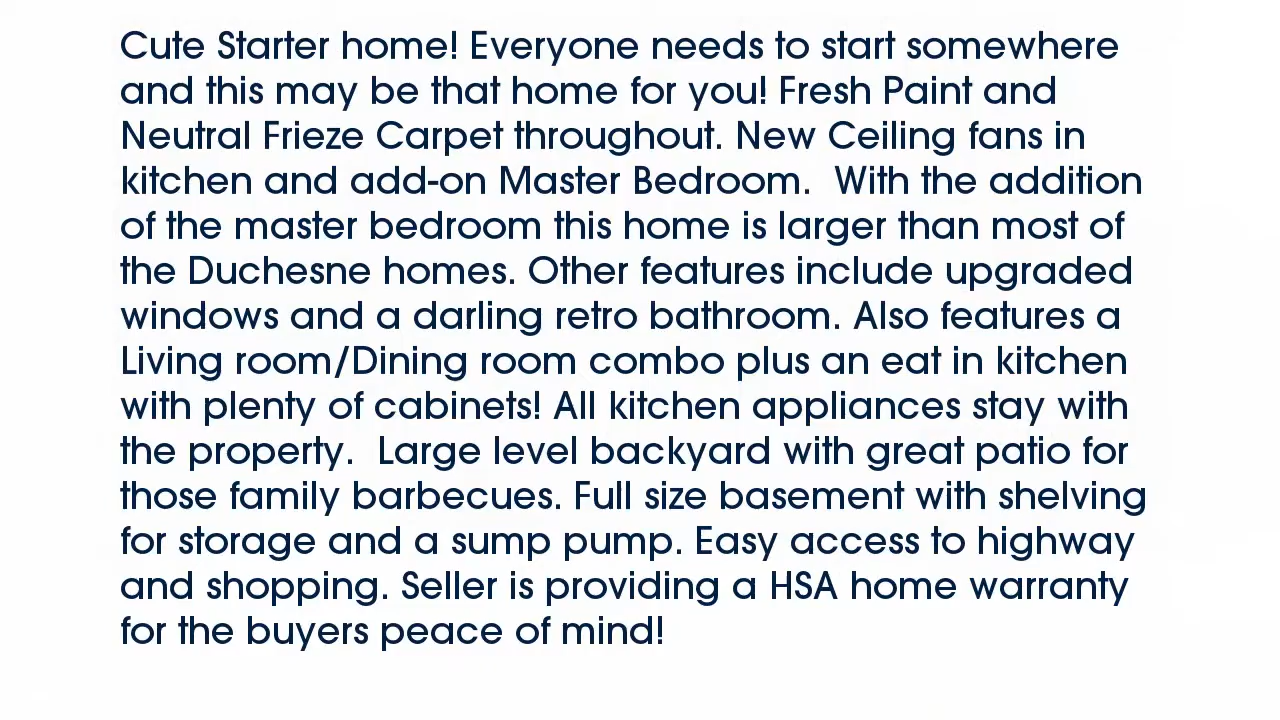 Cute Starter home! Everyone needs to start somewhere
and this may be that home for you! Fresh Paint and
Neutral Frieze Carpet throughout. New Ceiling fans in
kitchen and add-on Master Bedroom.  With the addition
of the master bedroom this home is larger than most of
the Duchesne homes. Other features include upgraded
windows and a darling retro bathroom. Also features a
Living room/Dining room combo plus an eat in kitchen
with plenty of cabinets! All kitchen appliances stay with
the property.  Large level backyard with great patio for
those family barbecues. Full size basement with shelving
for storage and a sump pump. Easy access to highway
and shopping. Seller is providing a HSA home warranty
for the buyers peace of mind!